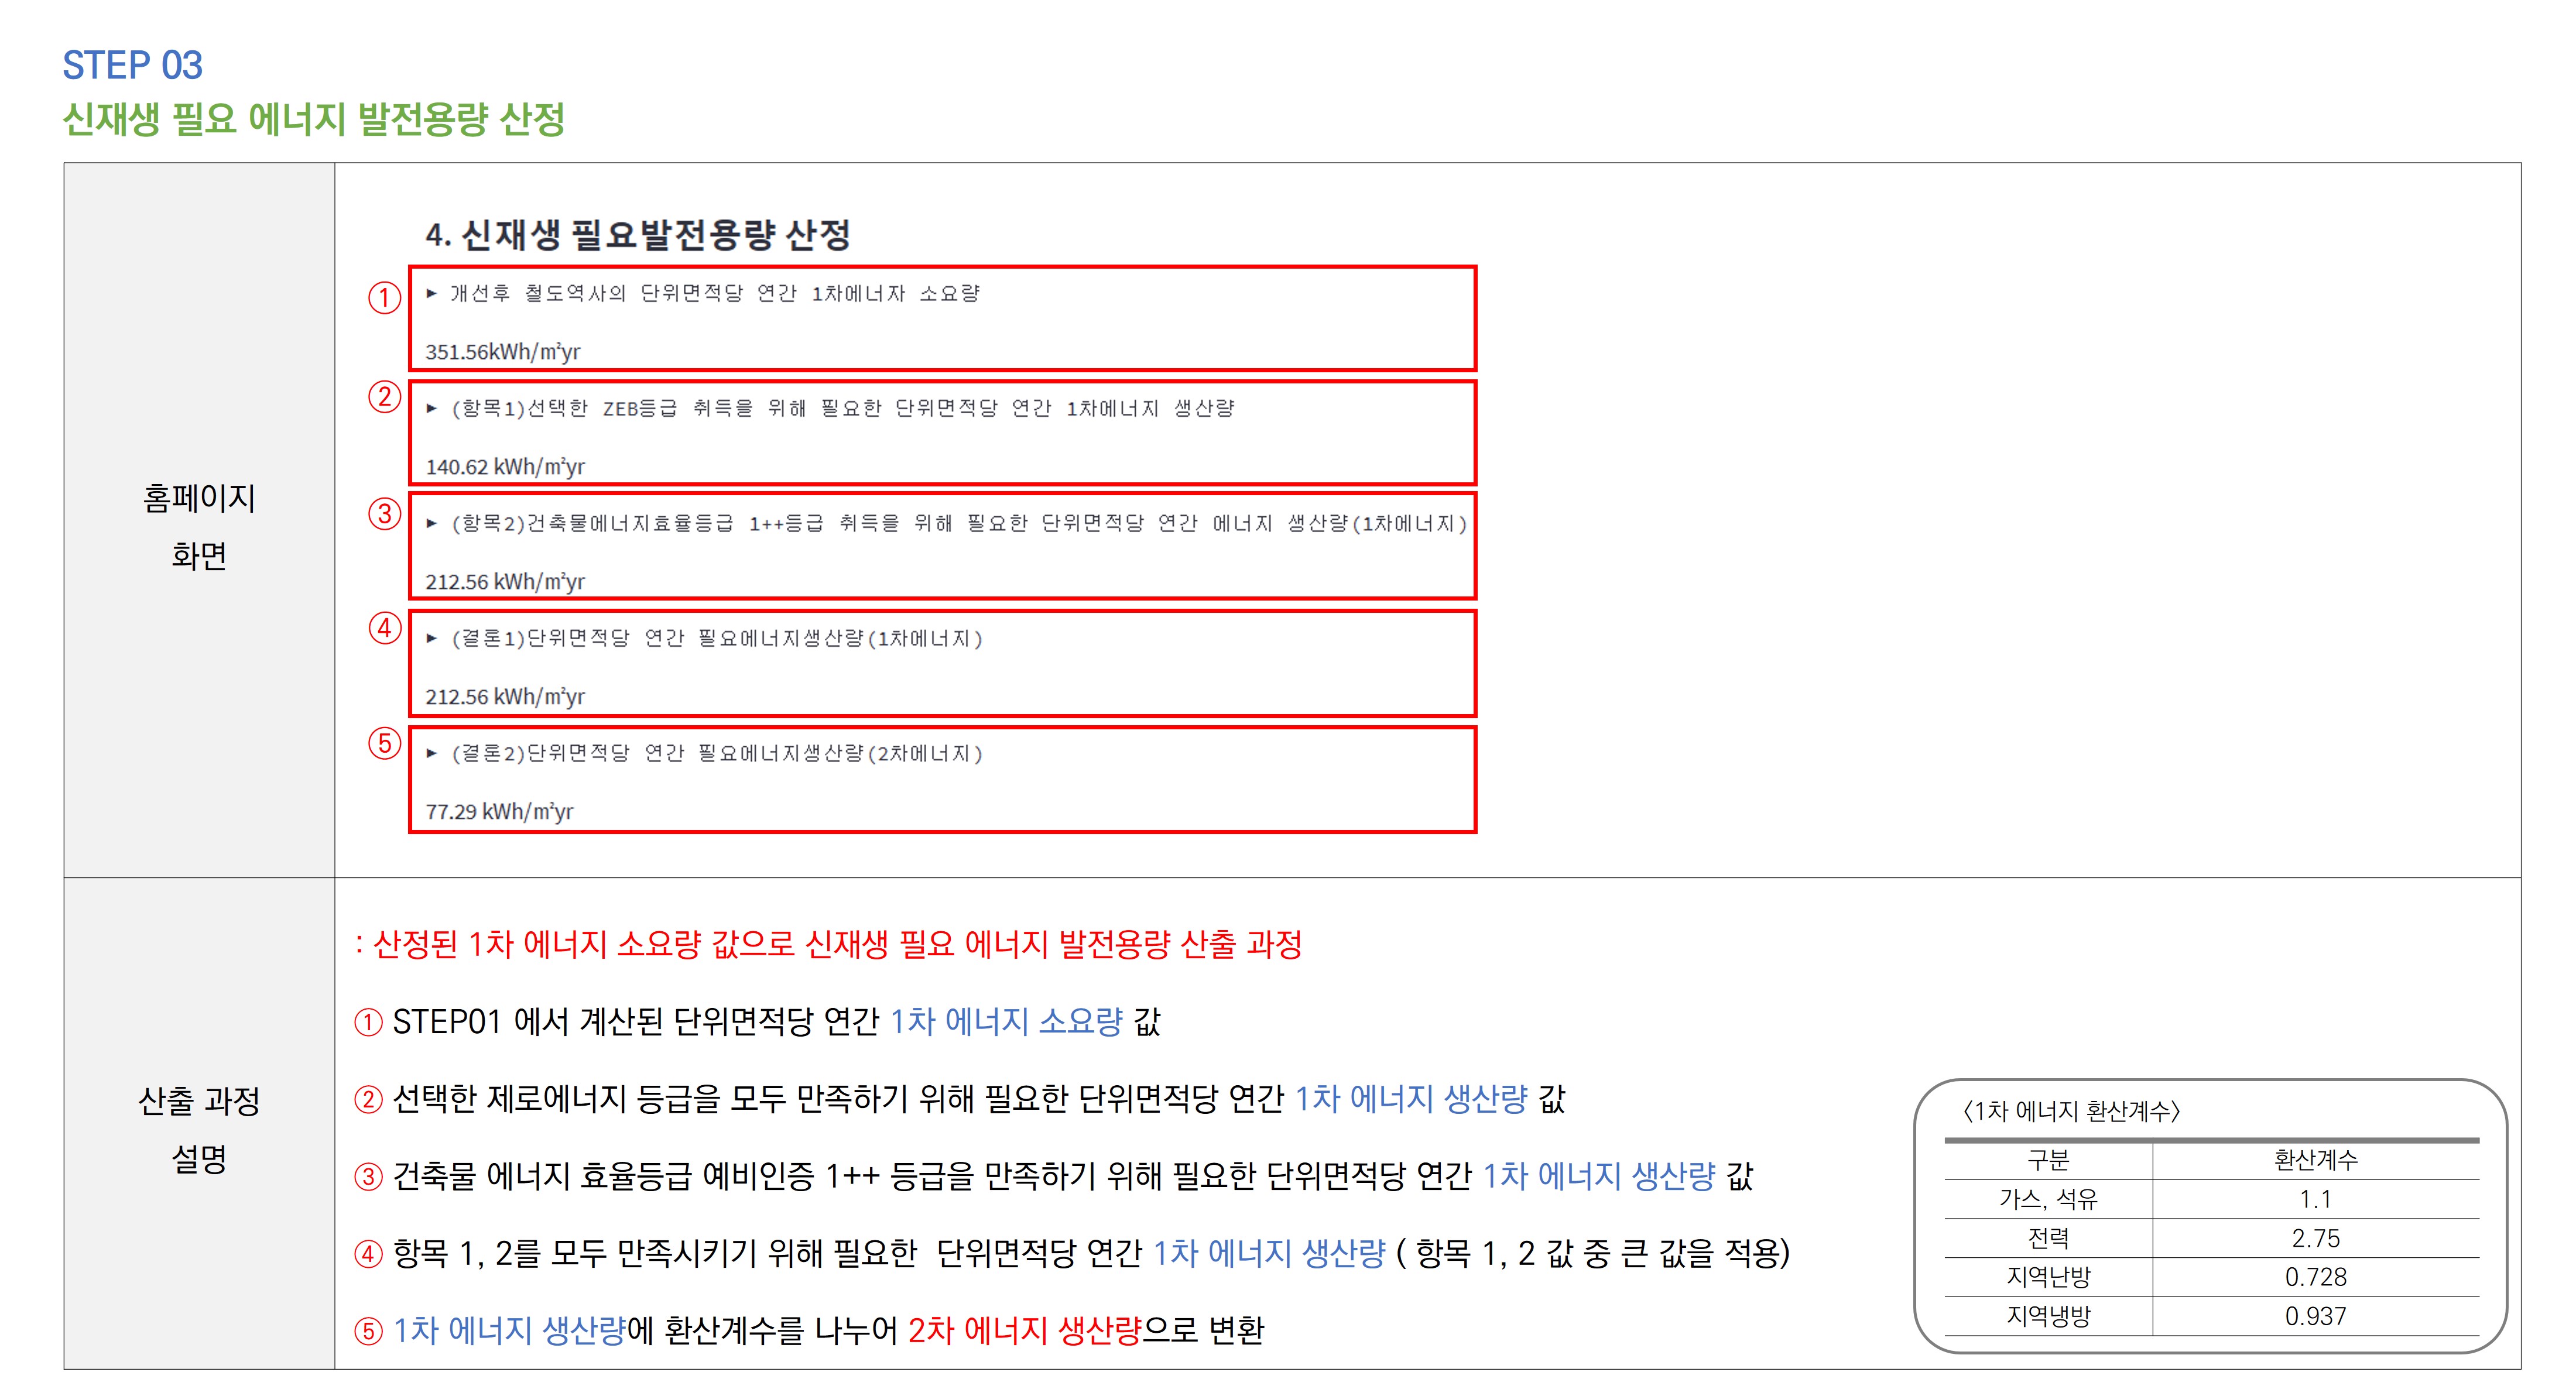 STEP 03
신재생 필요 에너지 발전용량 산정
홈페이지
화면
4. 신재생 필요발전용량 산정
①
▶ 개선후 철도역사의 단위면적당 연간 1차에너자 소요량
351.56kWh/㎡yr
②
▶ (항목1)선택한 ZEB등급 취득을 위해 필요한 단위면적당 연간 1차에너지 생산량
140.62 kWh/㎡yr
③
▶ (항목2)건축물에너지효율등급 1++등급 취득을 위해 필요한 단위면적당 연간 에너지 생산량(1차에너지)
212.56 kWh/㎡yr
④
▶ (결론1)단위면적당 연간 필요에너지생산량(1차에너지)
212.56 kWh/㎡yr
⑤
▶ (결론2)단위면적당 연간 필요에너지생산량(2차에너지)
77.29 kWh/㎡yr
산출 과정
설명
: 산정된 1차 에너지 소요량 값으로 신재생 필요 에너지 발전용량 산출 과정
① STEP01 에서 계산된 단위면적당 연간 1차 에너지 소요량 값
② 선택한 제로에너지 등급을 모두 만족하기 위해 필요한 단위면적당 연간 1차 에너지 생산량 값
③ 건축물 에너지 효율등급 예비인증 1++ 등급을 만족하기 위해 필요한 단위면적당 연간 1차 에너지 생산량 값
④ 항목 1, 2를 모두 만족시키기 위해 필요한 단위면적당 연간 1차 에너지 생산량 ( 항목 1, 2 값 중 큰 값을 적용)
⑤ 1차 에너지 생산량에 환산계수를 나누어 2차 에너지 생산량으로 변환
〈1차 에너지 환산계수〉
구분 환산계수
가스, 석유 1.1
전력 2.75
지역난방 0.728
지역냉방 0.937